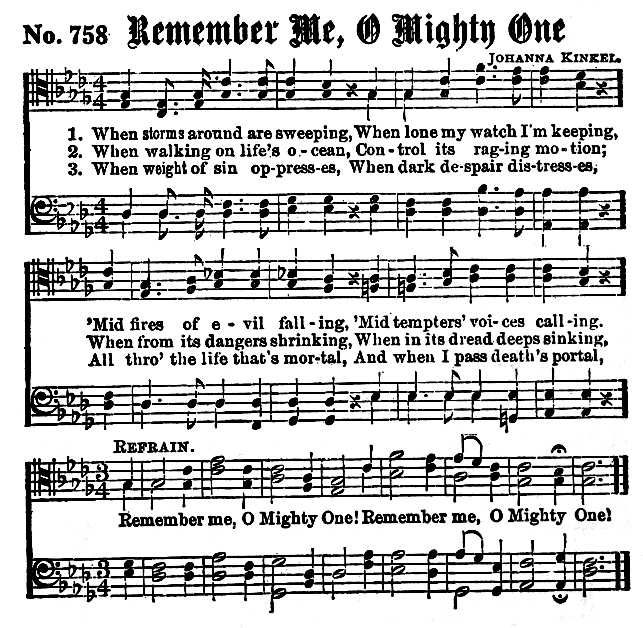 No. 758 Remember Me, O Mighty One
JOHANNA KINKEL.
1. When storms around are sweeping, When lone my watch I'm keeping,
2. When walking on life's o-cean, Con-trol its rag-ing mo-tion;
3. When weight of sin op-press-es, When dark de-spair dis-tress-es,
'Mid fires of e-vil fall-ing, 'Mid tempters' voi-ces call-ing.
When from its dangers shrinking, When in its dread deeps sinking,
All thro' the life that's mor-tal, And when I pass death's portal,
REFRAIN.
Remember me, O Mighty One! Remember me, O Mighty One!